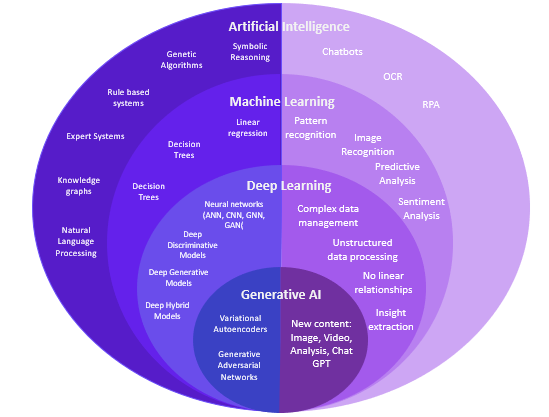 Artificial Intelligence
Symbolic
Reasoning
Genetic
Algorithms
Rule based
systems
Expert Systems
Knowledge
graphs
Natural
Language
Processing
Chatbots
OCR
RPA
Machine Learning
Linear
regression
Decision
Trees
Decision
Trees
Pattern
recognition
Image
Recognition
Predictive
Analysis
Sentiment
Analysis
Deep Learning
Neural networks
(ANN, CNN, GNN,
GAN(
Deep
Discriminative
Models
Deep Generative
Models
Deep Hybrid
Models
Complex data
management
Unstructured
data processing
No linear
relationships
Insight
extraction
Generative AI
Variational
Autoencoders
Generative
Adversarial
Networks
New content:
Image, Video,
Analysis, Chat
GPT